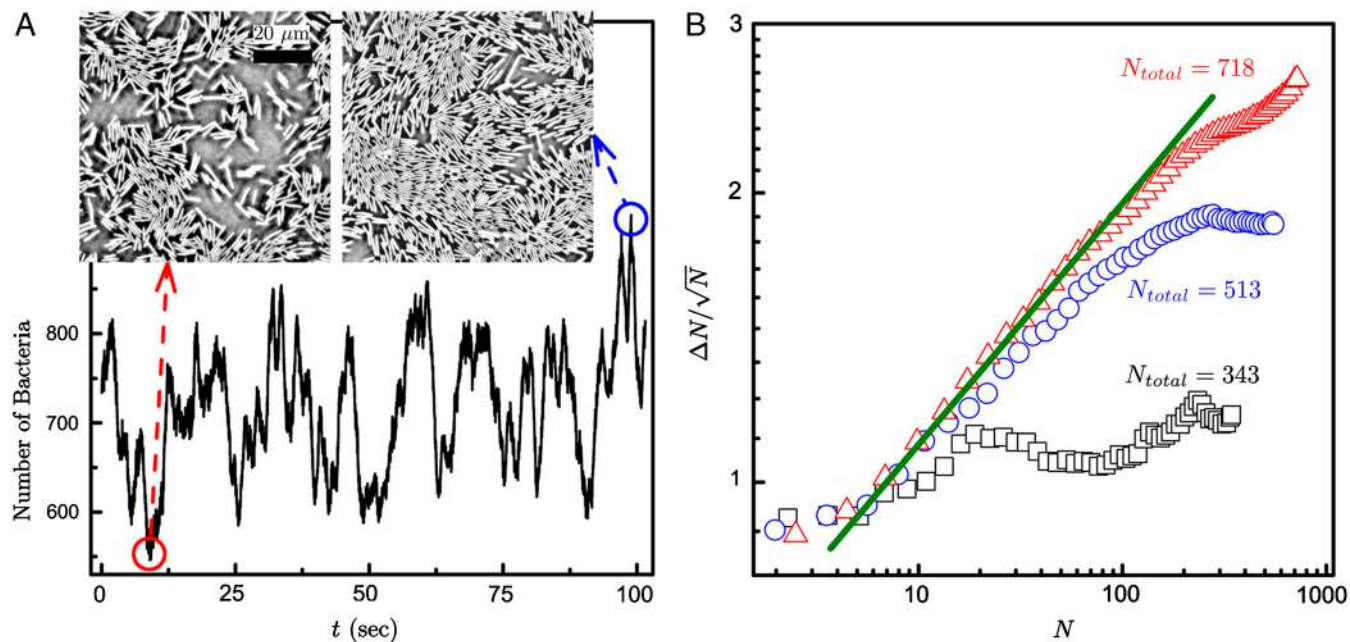 A
20 μm
Number of Bacteria
800
700
600
0
25
50
75
100
t (sec)
B
ΔN/√N
3
2
1
N_total = 718
N_total = 513
N_total = 343
10
100
1000
N